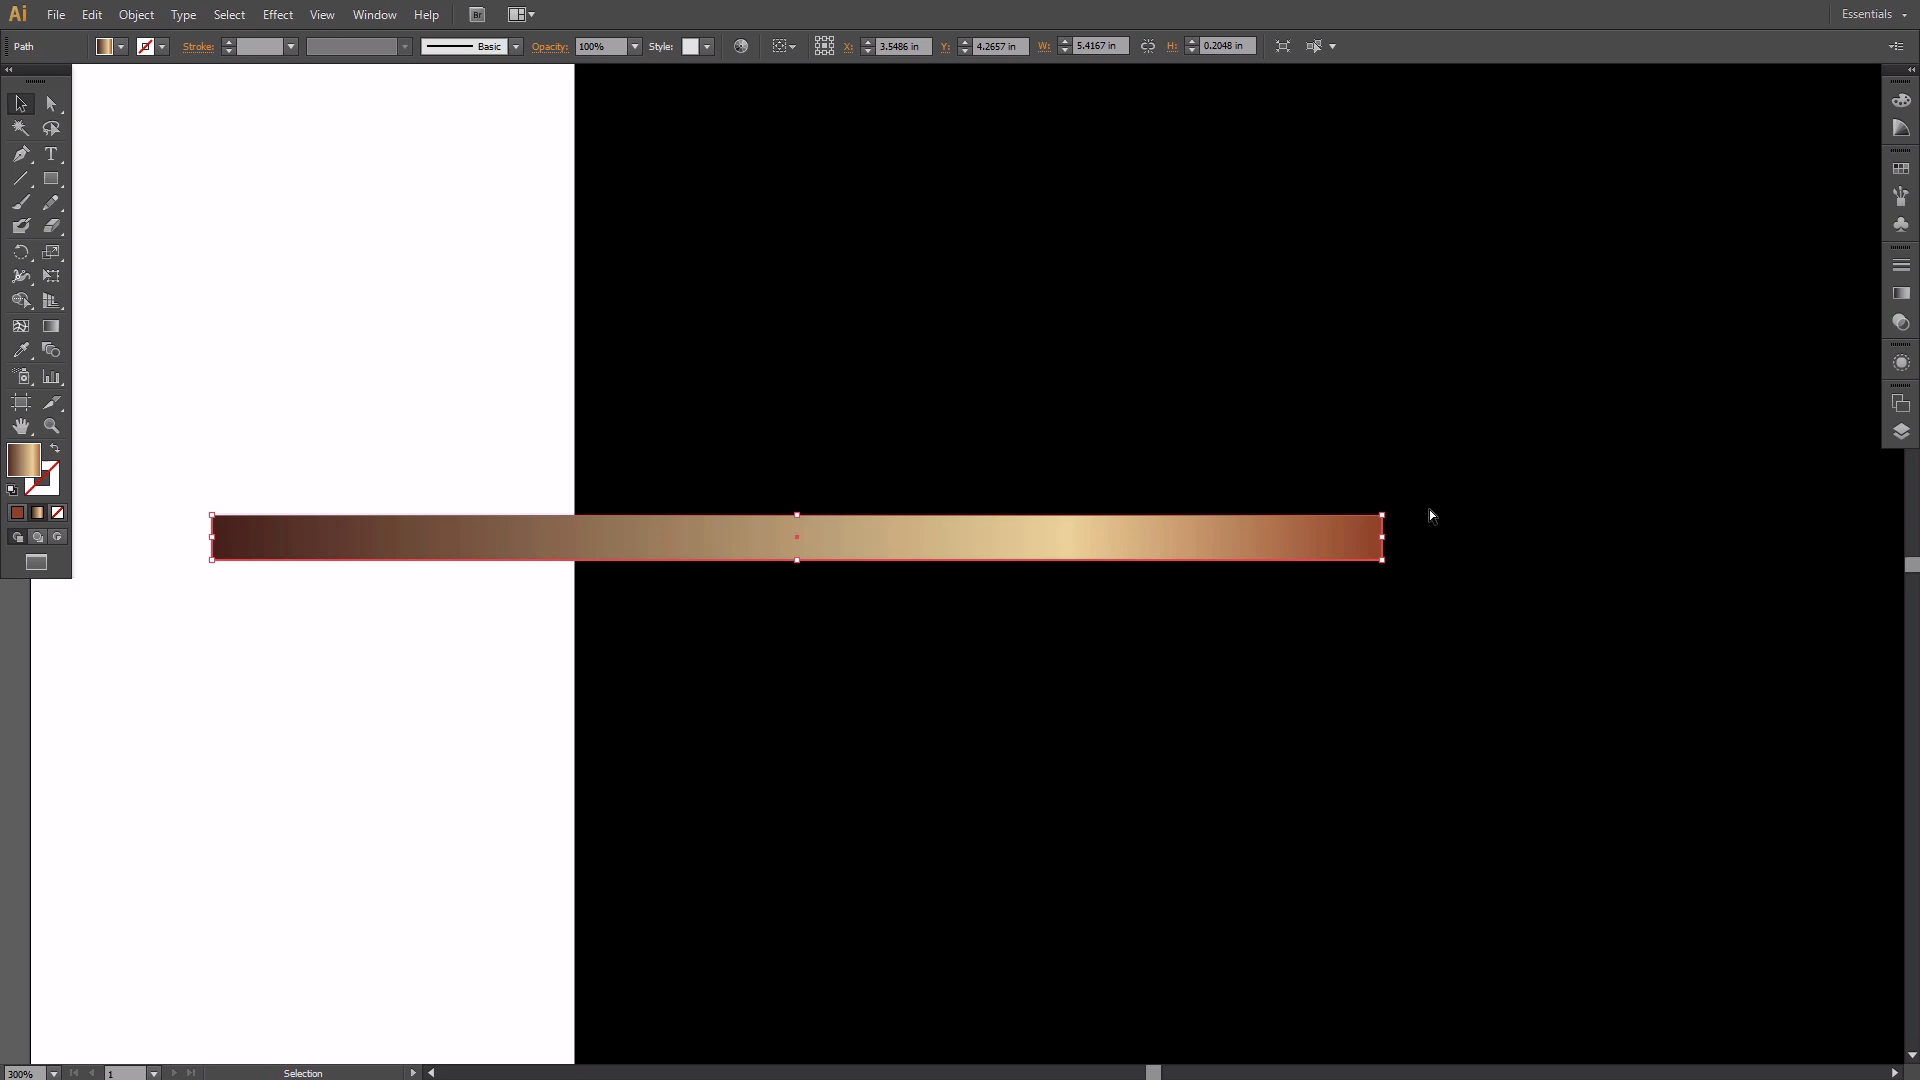 Ai File Edit Object Type Select Effect View Window Help Br Essentials
Path Stroke: Basic Opacity: 100% Style: X: 3.5486 in Y: 4.2657 in W: 5.4167 in H: 0.2048 in
T
300% 1 Selection